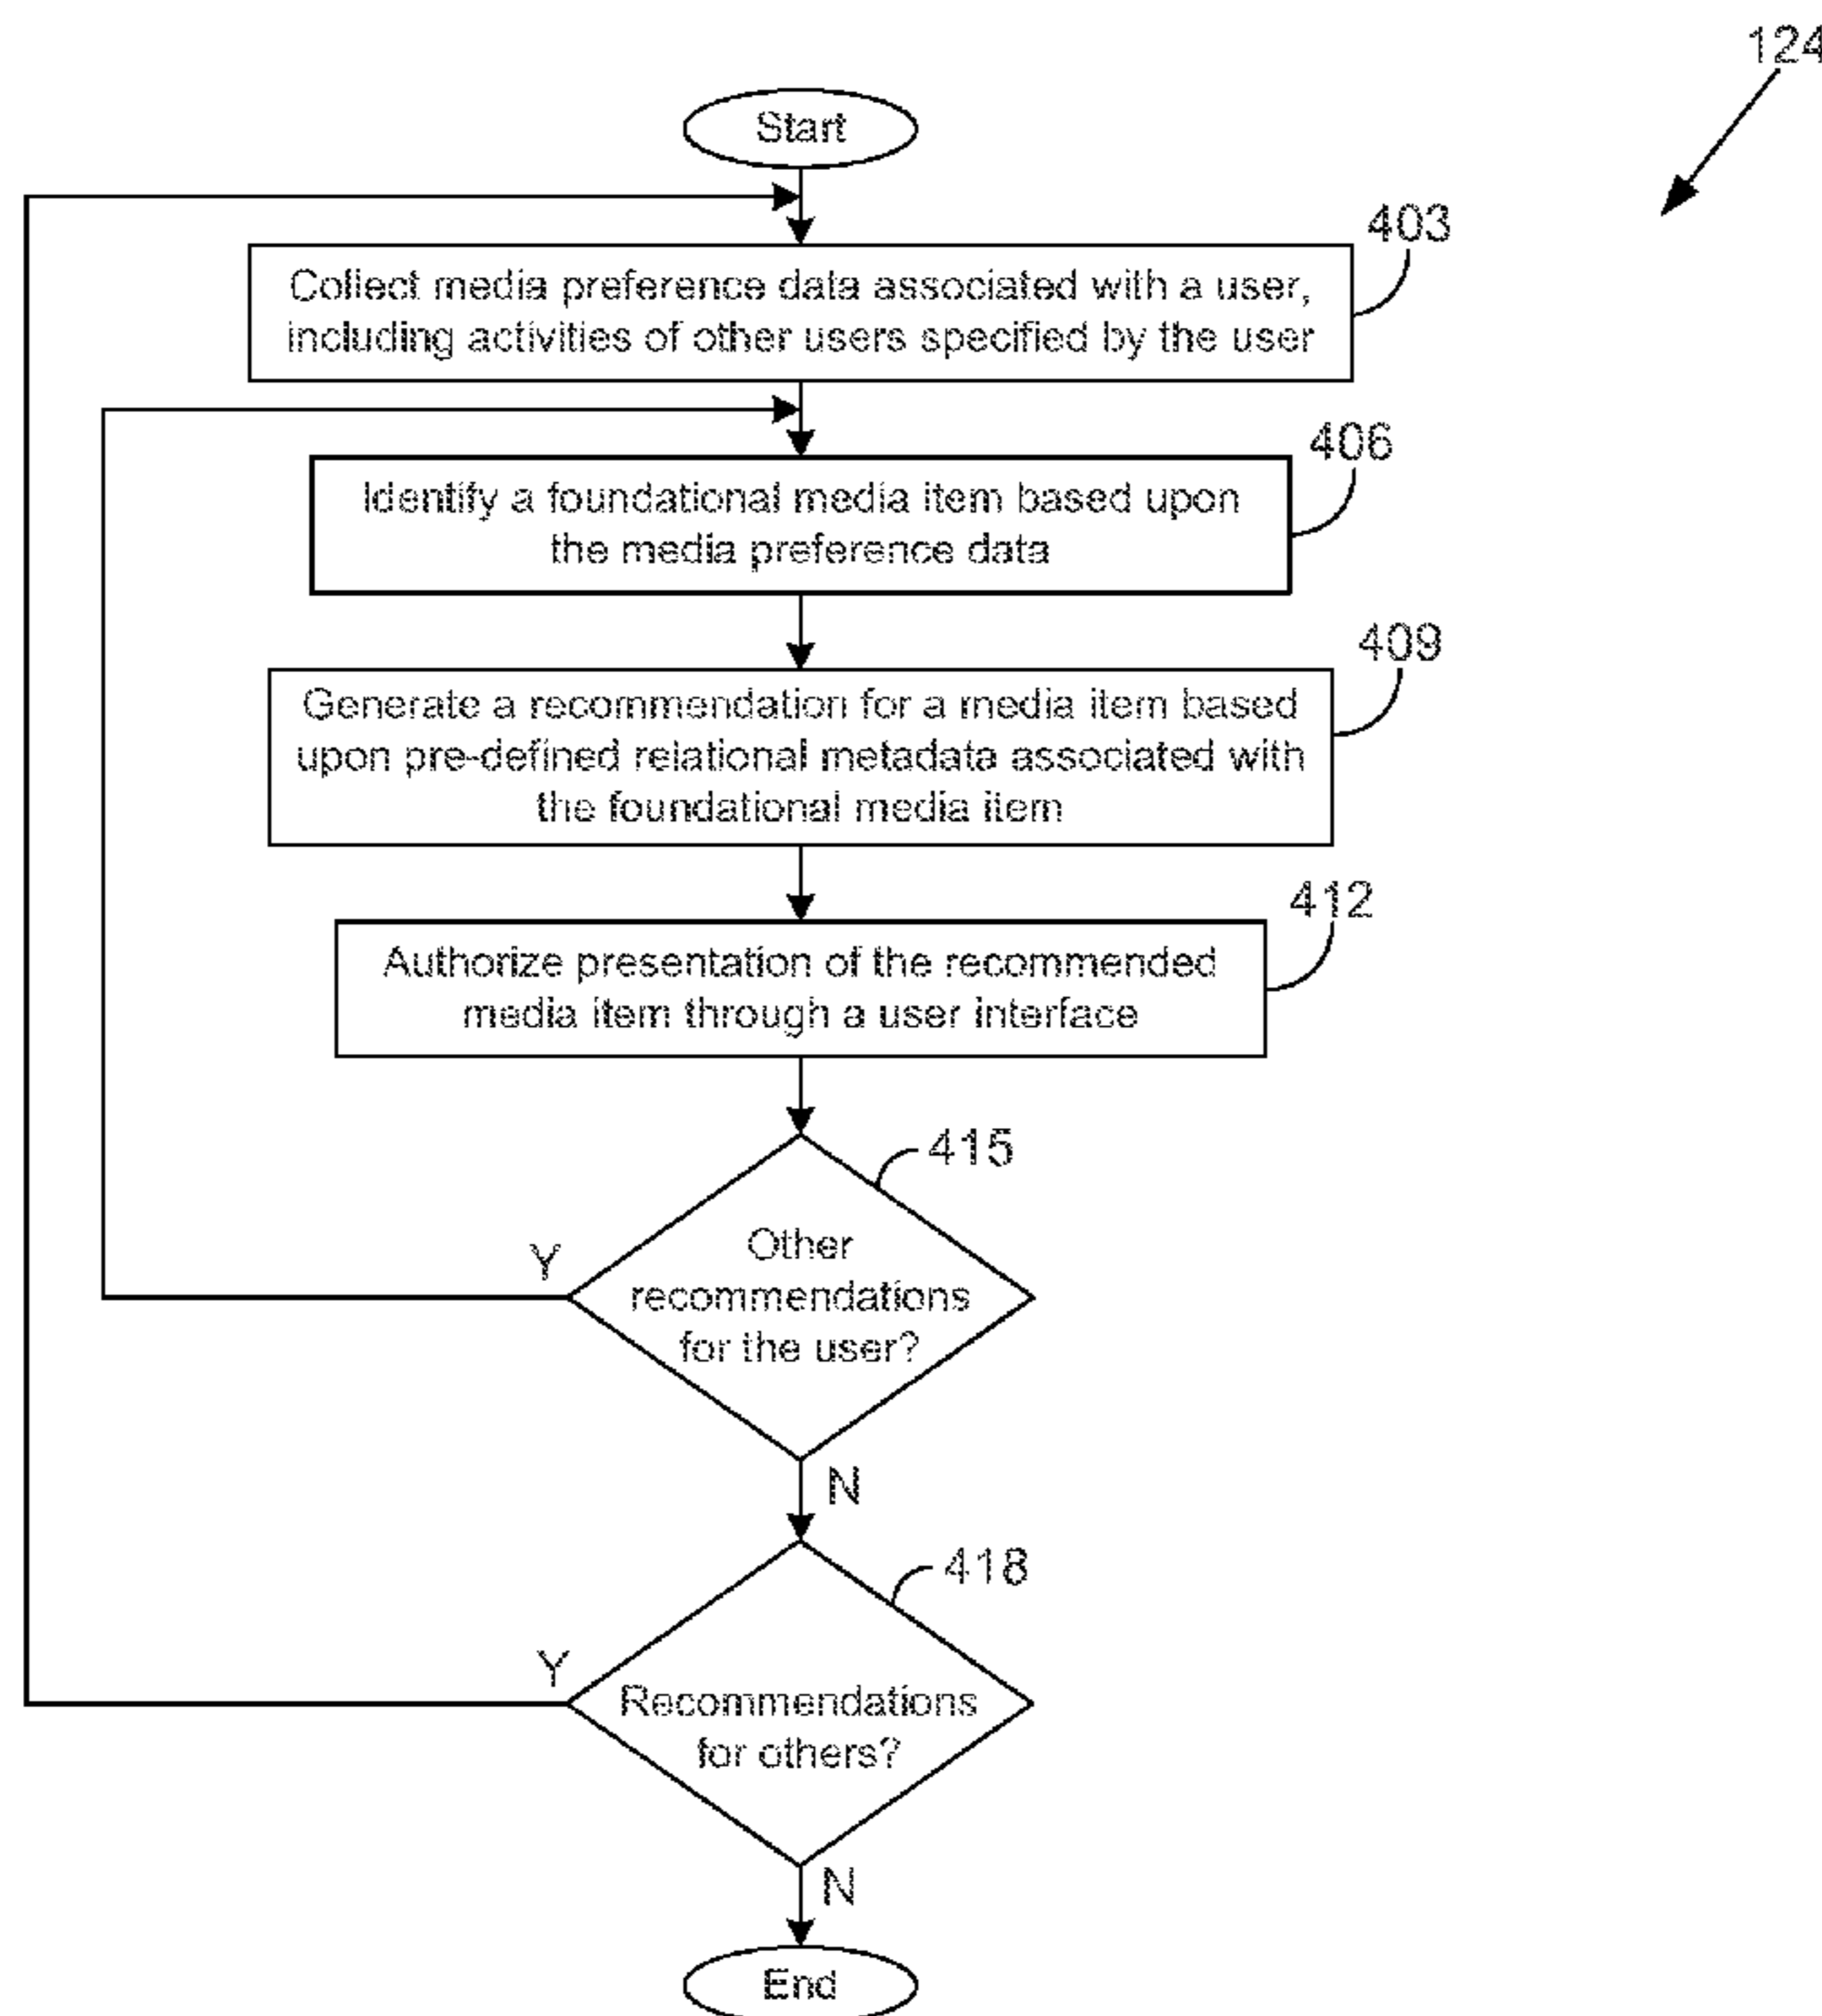 124
Start
403
Collect media preference data associated with a user,
including activities of other users specified by the user
406
Identify a foundational media item based upon
the media preference data
409
Generate a recommendation for a media item based
upon pre-defined relational metadata associated with
the foundational media item
412
Authorize presentation of the recommended
media item through a user interface
415
Other
recommendations
for the user?
Y
N
418
Recommendations
for others?
Y
N
End